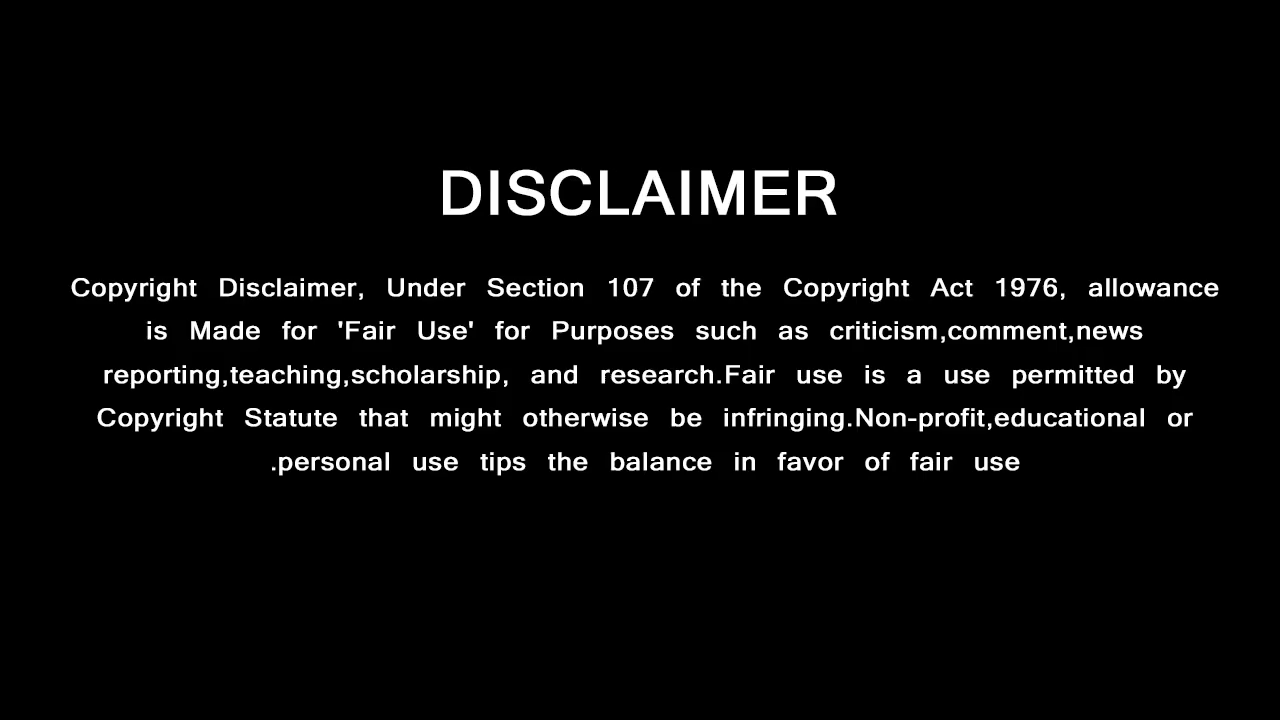 DISCLAIMER
Copyright Disclaimer, Under Section 107 of the Copyright Act 1976, allowance
is Made for 'Fair Use' for Purposes such as criticism,comment,news
reporting,teaching,scholarship, and research.Fair use is a use permitted by
Copyright Statute that might otherwise be infringing.Non-profit,educational or
.personal use tips the balance in favor of fair use